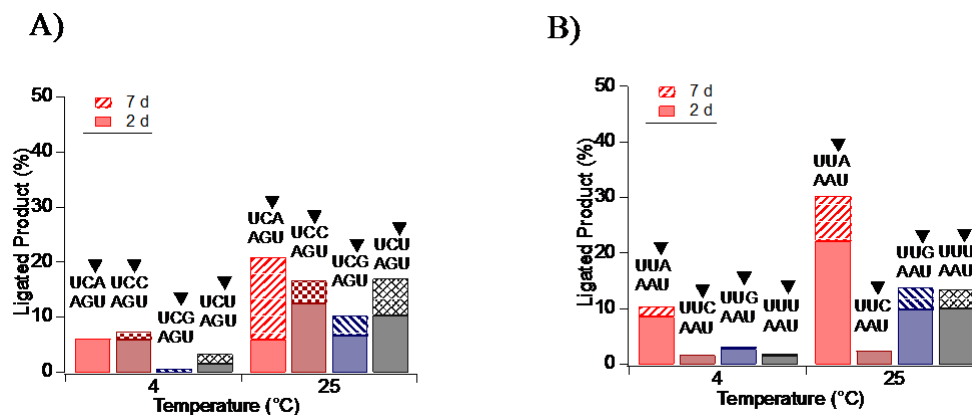 A)
50
40
30
20
10
0
Ligated Product (%)
7 d
2 d
UCA
AGU
UCC
AGU
UCG
AGU
UCU
AGU
UCA
AGU
UCC
AGU
UCG
AGU
UCU
AGU
4
25
Temperature (°C)
B)
50
40
30
20
10
0
Ligated Product (%)
7 d
2 d
UUA
AAU
UUC
AAU
UUG
AAU
UUU
AAU
UUA
AAU
UUC
AAU
UUG
AAU
UUU
AAU
4
25
Temperature (°C)